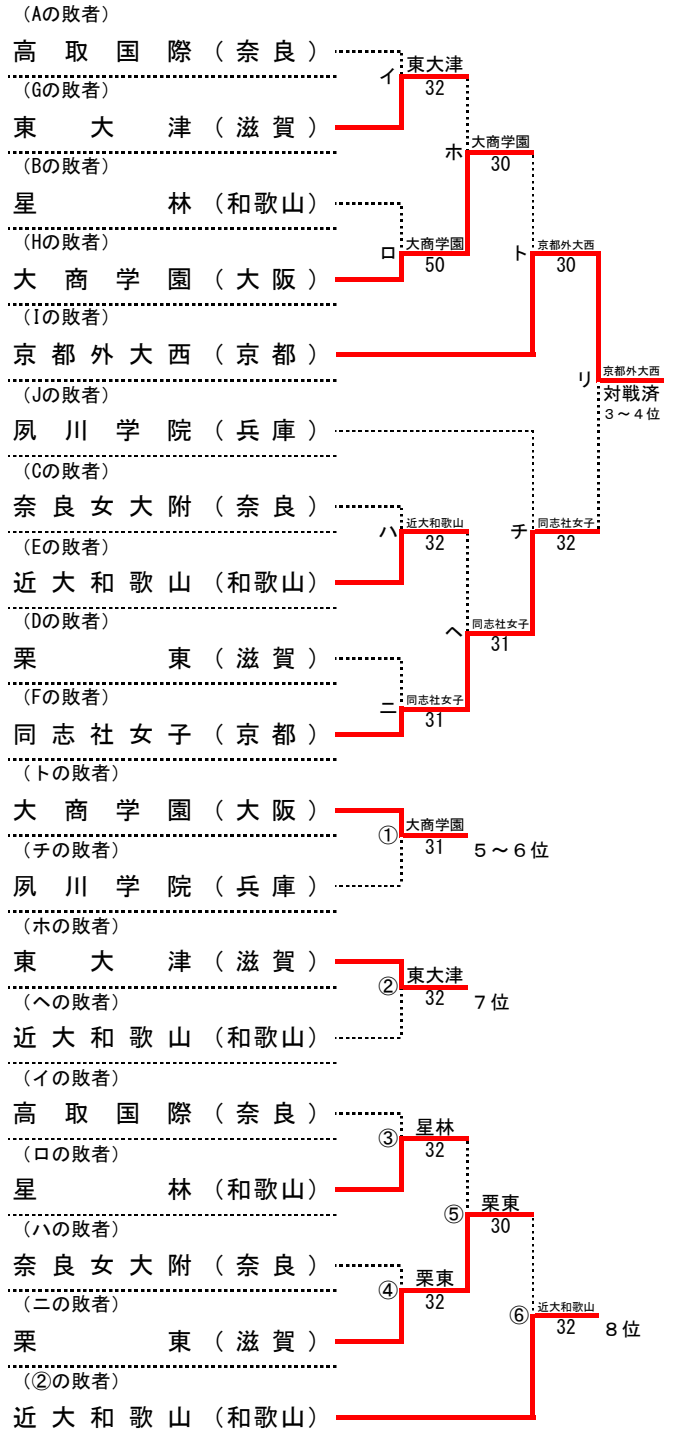 (Aの敗者)
高取国際(奈良)
イ 東大津
32
(Gの敗者)
東大津(滋賀)
ホ 大商学園
30
(Bの敗者)
星林(和歌山)
ロ 大商学園
50
(Hの敗者)
大商学園(大阪)
ト 京都外大西
30
(Iの敗者)
京都外大西(京都)
リ 京都外大西
対戦済
3~4位
(Jの敗者)
夙川学院(兵庫)
(Cの敗者)
奈良女大附(奈良)
ハ 近大和歌山
32
チ 同志社女子
32
(Eの敗者)
近大和歌山(和歌山)
(Dの敗者)
栗東(滋賀)
ヘ 同志社女子
31
(Fの敗者)
同志社女子(京都)
ニ 同志社女子
31
(トの敗者)
大商学園(大阪)
① 大商学園
31 5~6位
(チの敗者)
夙川学院(兵庫)
(ホの敗者)
東大津(滋賀)
② 東大津
32 7位
(ヘの敗者)
近大和歌山(和歌山)
(イの敗者)
高取国際(奈良)
③ 星林
32
(ロの敗者)
星林(和歌山)
⑤ 栗東
30
(ハの敗者)
奈良女大附(奈良)
④ 栗東
32
(ニの敗者)
栗東(滋賀)
⑥ 近大和歌山
32 8位
(②の敗者)
近大和歌山(和歌山)